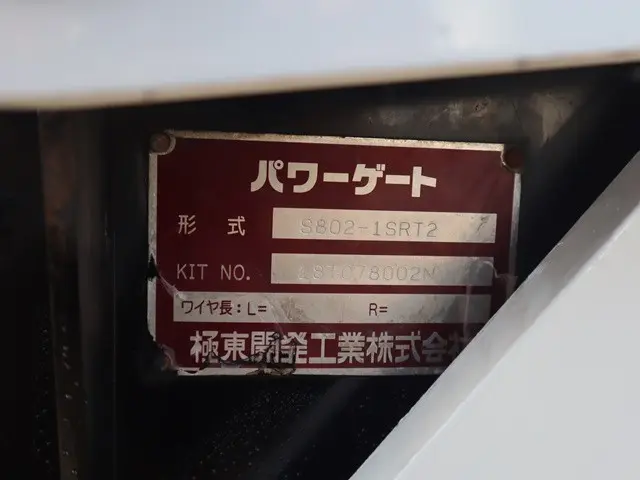 パワーゲート
形式 S802-1SRT2
KIT NO.
ワイヤ長:L= R=
極東開発工業株式会社